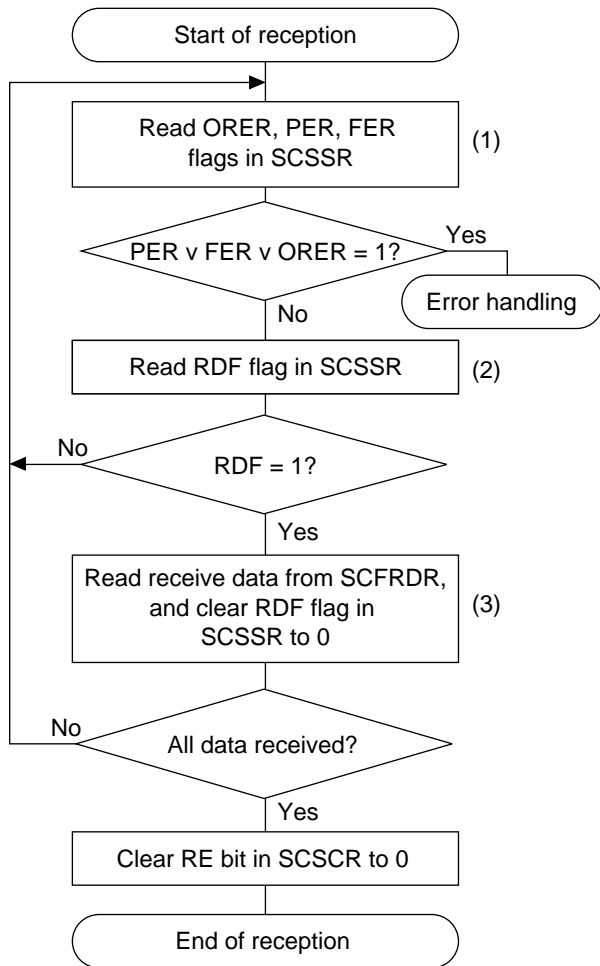 Start of reception
Read ORER, PER, FER
flags in SCSSR
(1)
PER v FER v ORER = 1?
Yes
Error handling
No
Read RDF flag in SCSSR
(2)
No
RDF = 1?
Yes
Read receive data from SCFRDR,
and clear RDF flag in
SCSSR to 0
(3)
No
All data received?
Yes
Clear RE bit in SCSCR to 0
End of reception